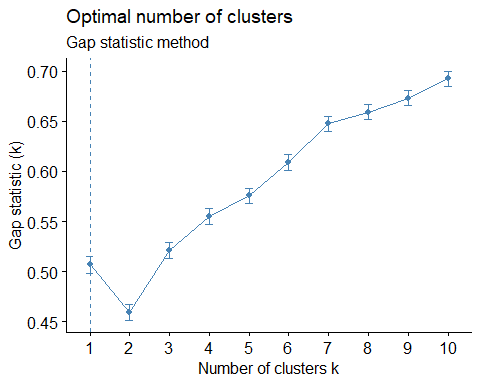 Optimal number of clusters
Gap statistic method
Gap statistic (k)
0.70
0.65
0.60
0.55
0.50
0.45
1 2 3 4 5 6 7 8 9 10
Number of clusters k